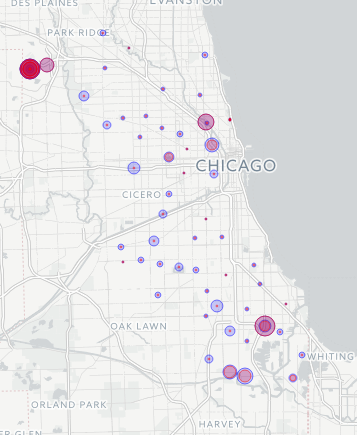 EVANSTON
DES PLAINES
PARK RIDGE
CHICAGO
CICERO
OAK LAWN
WHITING
ORLAND PARK
HARVEY